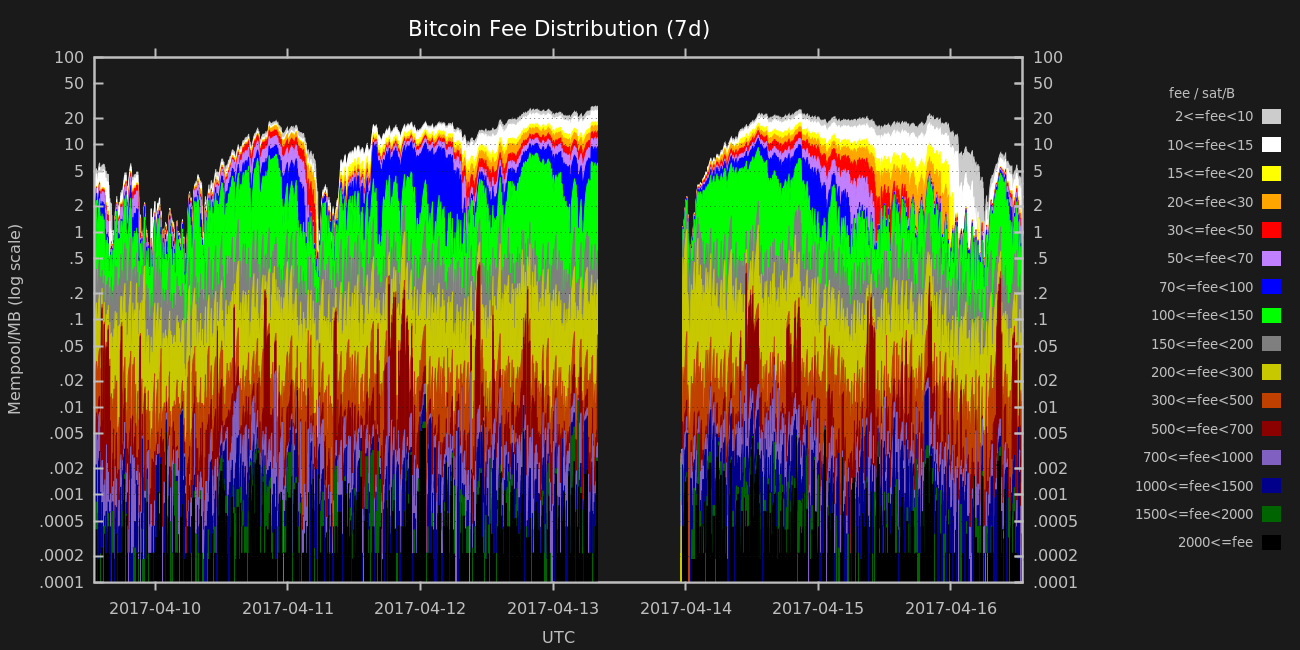 Bitcoin Fee Distribution (7d)
100 100
50 50
20 20
10 10
5 5
2 2
1 1
.5 .5
.2 .2
.1 .1
.05 .05
.02 .02
.01 .01
.005 .005
.002 .002
.001 .001
.0005 .0005
.0002 .0002
.0001 .0001
Mempool/MB (log scale)
2017-04-10 2017-04-11 2017-04-12 2017-04-13 2017-04-14 2017-04-15 2017-04-16
UTC
fee / sat/B
2<=fee<10
10<=fee<15
15<=fee<20
20<=fee<30
30<=fee<50
50<=fee<70
70<=fee<100
100<=fee<150
150<=fee<200
200<=fee<300
300<=fee<500
500<=fee<700
700<=fee<1000
1000<=fee<1500
1500<=fee<2000
2000<=fee